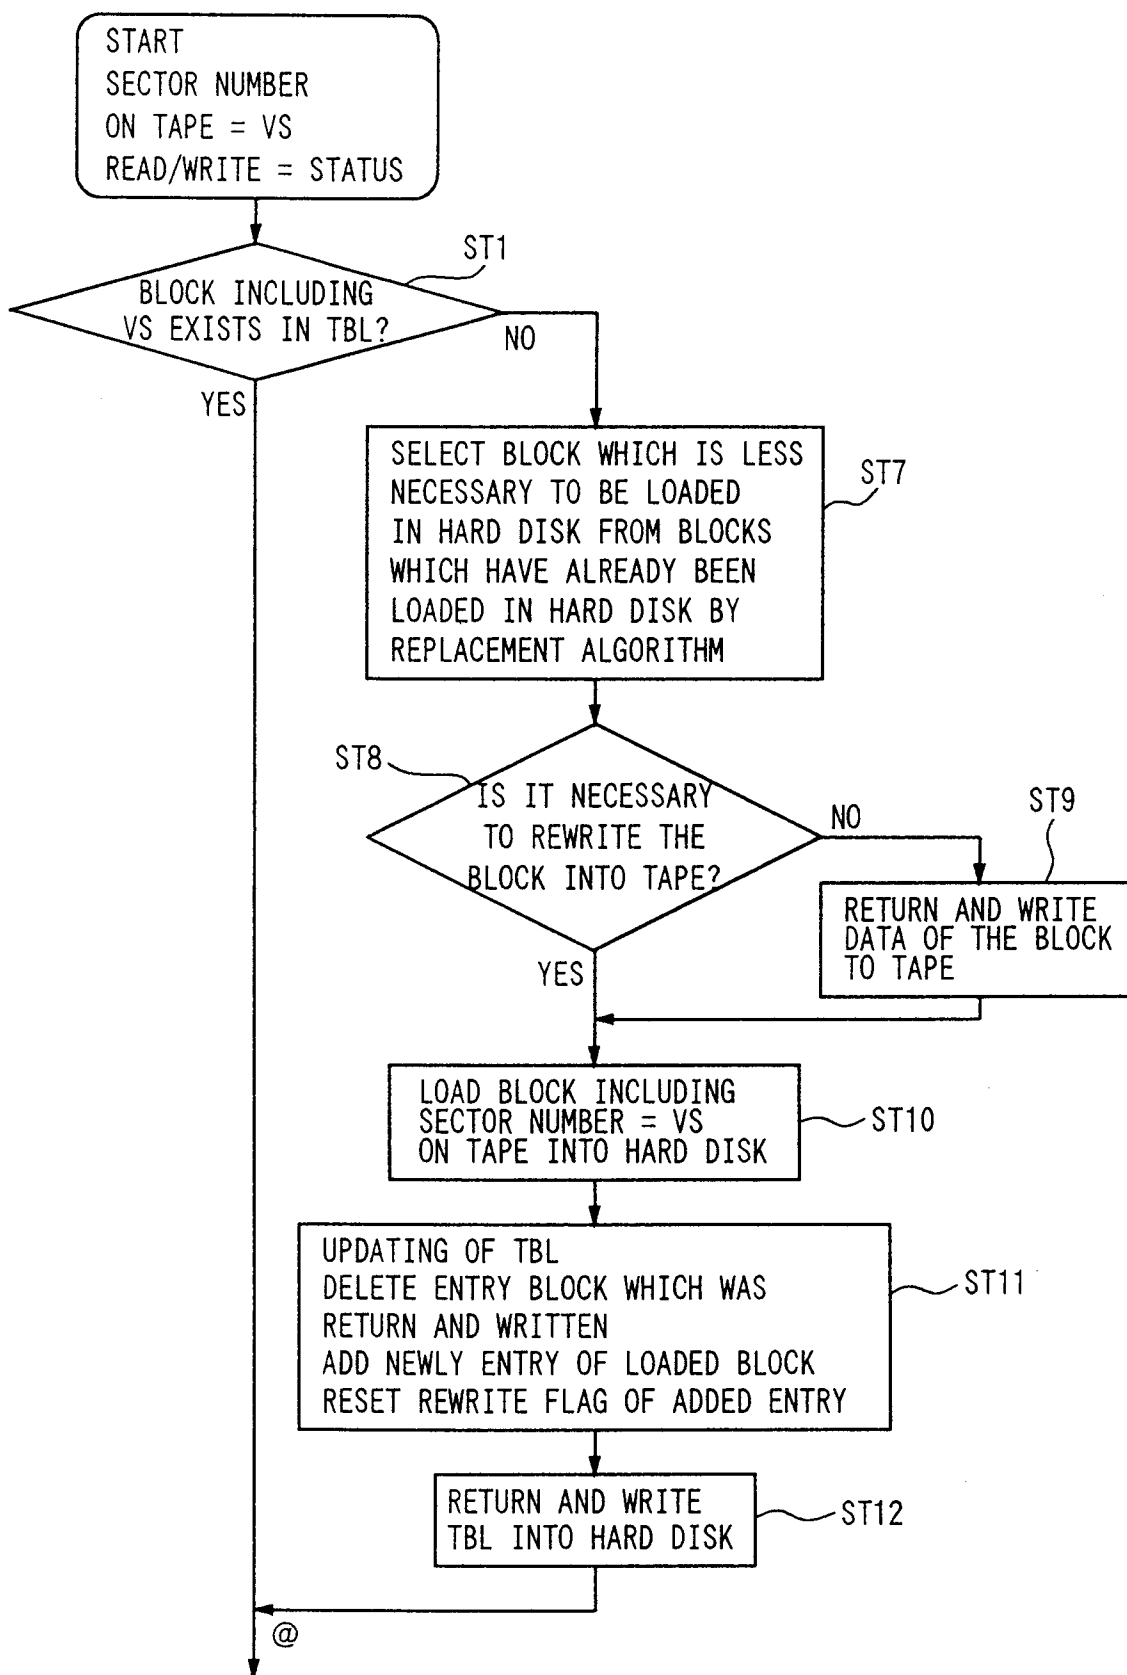 START
SECTOR NUMBER
ON TAPE = VS
READ/WRITE = STATUS
ST1
BLOCK INCLUDING
VS EXISTS IN TBL?
NO
YES
SELECT BLOCK WHICH IS LESS
NECESSARY TO BE LOADED
IN HARD DISK FROM BLOCKS
WHICH HAVE ALREADY BEEN
LOADED IN HARD DISK BY
REPLACEMENT ALGORITHM
ST7
ST8
IS IT NECESSARY
TO REWRITE THE
BLOCK INTO TAPE?
NO
ST9
RETURN AND WRITE
DATA OF THE BLOCK
TO TAPE
YES
LOAD BLOCK INCLUDING
SECTOR NUMBER = VS
ON TAPE INTO HARD DISK
ST10
UPDATING OF TBL
DELETE ENTRY BLOCK WHICH WAS
RETURN AND WRITTEN
ADD NEWLY ENTRY OF LOADED BLOCK
RESET REWRITE FLAG OF ADDED ENTRY
ST11
RETURN AND WRITE
TBL INTO HARD DISK
ST12
@